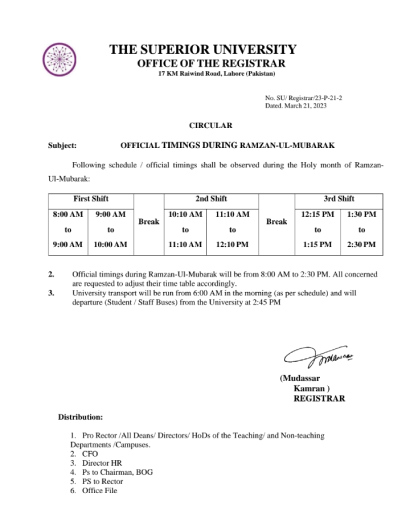 THE SUPERIOR UNIVERSITY
OFFICE OF THE REGISTRAR
17 KM Raiwind Road, Lahore (Pakistan)
No. SU/ Registrar/23-P-21-2
Dated. March 21, 2023
CIRCULAR
Subject: OFFICIAL TIMINGS DURING RAMZAN-UL-MUBARAK
Following schedule / official timings shall be observed during the Holy month of Ramzan-
Ul-Mubarak:
First Shift 2nd Shift 3rd Shift
8:00 AM 9:00 AM Break 10:10 AM 11:10 AM Break 12:15 PM 1:30 PM
to to to to to to
9:00 AM 10:00 AM 11:10 AM 12:10 PM 1:15 PM 2:30 PM
2. Official timings during Ramzan-Ul-Mubarak will be from 8:00 AM to 2:30 PM. All concerned
are requested to adjust their time table accordingly.
3. University transport will be run from 6:00 AM in the morning (as per schedule) and will
departure (Student / Staff Buses) from the University at 2:45 PM
(Mudassar
Kamran )
REGISTRAR
Distribution:
1. Pro Rector /All Deans/ Directors/ HoDs of the Teaching/ and Non-teaching
Departments /Campuses.
2. CFO
3. Director HR
4. Ps to Chairman, BOG
5. PS to Rector
6. Office File